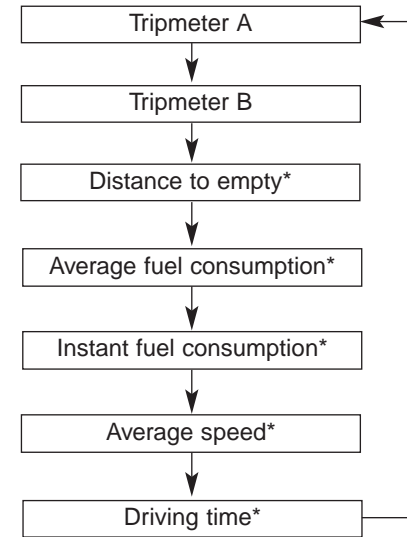 Tripmeter A
Tripmeter B
Distance to empty*
Average fuel consumption*
Instant fuel consumption*
Average speed*
Driving time*